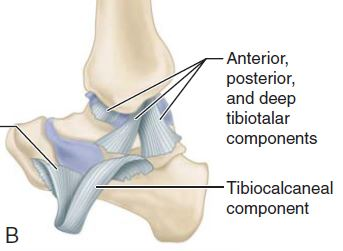 Anterior,
posterior,
and deep
tibiotalar
components
Tibiocalcaneal
component
B